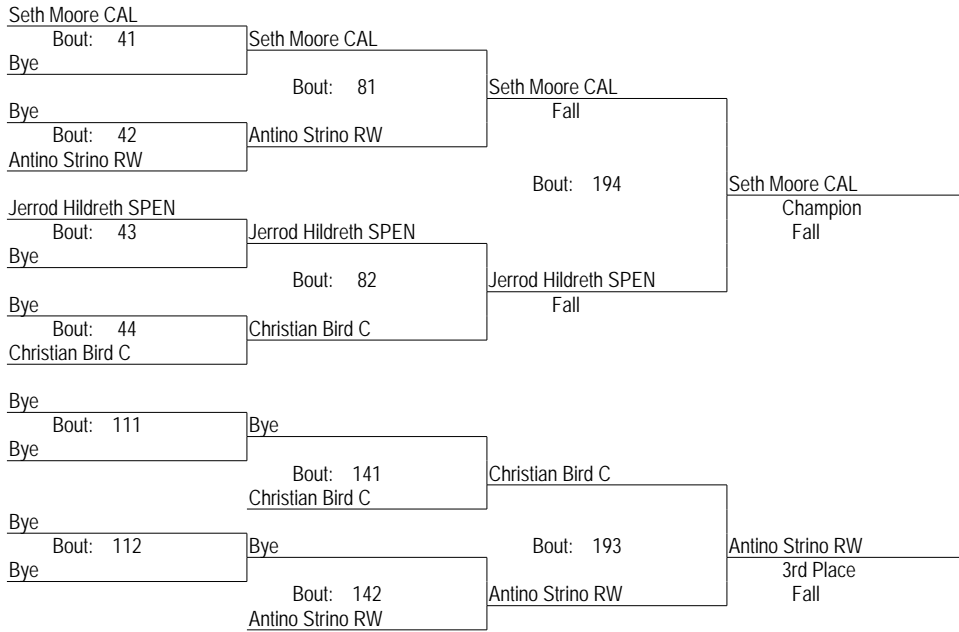 Seth Moore CAL
Bout: 41
Seth Moore CAL
Bye
Bout: 81
Seth Moore CAL
Bye
Fall
Bout: 42
Antino Strino RW
Antino Strino RW
Bout: 194
Seth Moore CAL
Jerrod Hildreth SPEN
Champion
Bout: 43
Jerrod Hildreth SPEN
Fall
Bye
Bout: 82
Jerrod Hildreth SPEN
Bye
Fall
Bout: 44
Christian Bird C
Christian Bird C
Bye
Bout: 111
Bye
Bye
Bout: 141
Christian Bird C
Christian Bird C
Bye
Bout: 112
Bye
Bout: 193
Antino Strino RW
Bye
3rd Place
Bout: 142
Antino Strino RW
Fall
Antino Strino RW